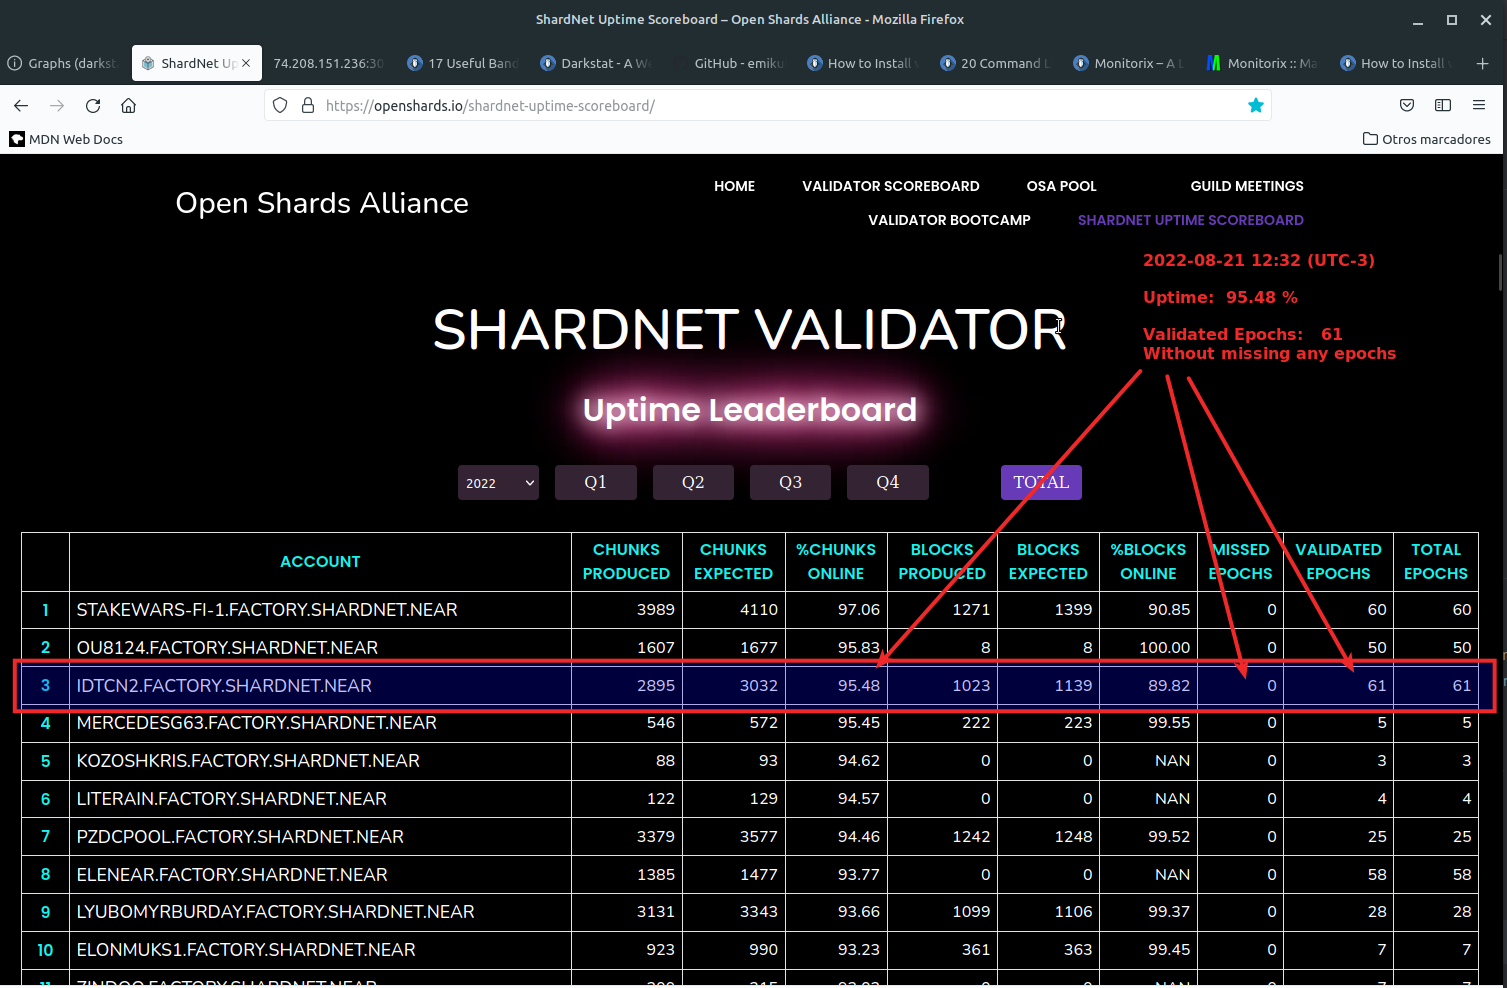 ShardNet Uptime Scoreboard – Open Shards Alliance - Mozilla Firefox
Graphs (darkst
ShardNet Up
74.208.151.236:30
17 Useful Band
Darkstat - A We
GitHub - emiku
How to Install
20 Command L
Monitorix – A L
Monitorix :: Ma
How to Install
https://openshards.io/shardnet-uptime-scoreboard/
MDN Web Docs
Otros marcadores
Open Shards Alliance
HOME VALIDATOR SCOREBOARD OSA POOL GUILD MEETINGS
VALIDATOR BOOTCAMP SHARDNET UPTIME SCOREBOARD
2022-08-21 12:32 (UTC-3)
Uptime: 95.48 %
Validated Epochs: 61
Without missing any epochs
SHARDNET VALIDATOR
Uptime Leaderboard
2022 Q1 Q2 Q3 Q4 TOTAL
ACCOUNT CHUNKS PRODUCED CHUNKS EXPECTED %CHUNKS ONLINE BLOCKS PRODUCED BLOCKS EXPECTED %BLOCKS ONLINE MISSED EPOCHS VALIDATED EPOCHS TOTAL EPOCHS
1 STAKEWARS-FI-1.FACTORY.SHARDNET.NEAR 3989 4110 97.06 1271 1399 90.85 0 60 60
2 OU8124.FACTORY.SHARDNET.NEAR 1607 1677 95.83 8 8 100.00 0 50 50
3 IDTCN2.FACTORY.SHARDNET.NEAR 2895 3032 95.48 1023 1139 89.82 0 61 61
4 MERCEDESG63.FACTORY.SHARDNET.NEAR 546 572 95.45 222 223 99.55 0 5 5
5 KOZOSHKRIS.FACTORY.SHARDNET.NEAR 88 93 94.62 0 0 NAN 0 3 3
6 LITERAIN.FACTORY.SHARDNET.NEAR 122 129 94.57 0 0 NAN 0 4 4
7 PZDCPOOL.FACTORY.SHARDNET.NEAR 3379 3577 94.46 1242 1248 99.52 0 25 25
8 ELENEAR.FACTORY.SHARDNET.NEAR 1385 1477 93.77 0 0 NAN 0 58 58
9 LYUBOMYRBURDAY.FACTORY.SHARDNET.NEAR 3131 3343 93.66 1099 1106 99.37 0 28 28
10 ELONMUKS1.FACTORY.SHARDNET.NEAR 923 990 93.23 361 363 99.45 0 7 7